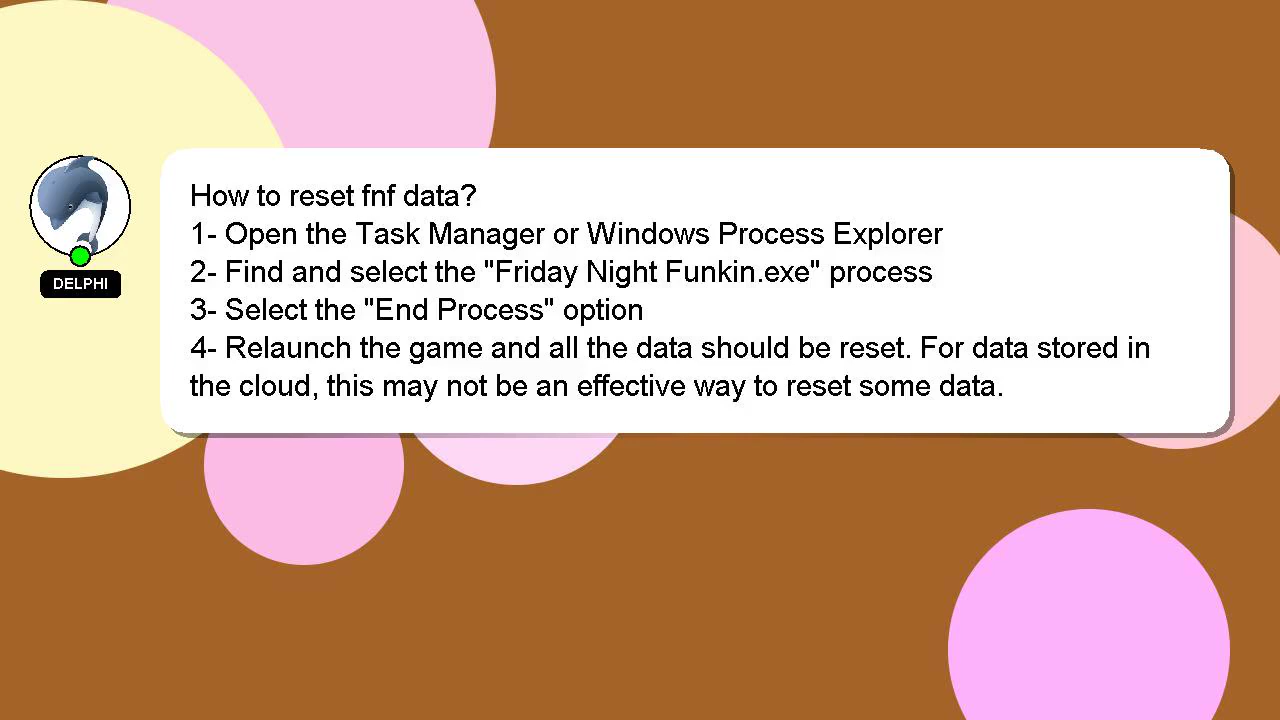 How to reset fnf data?
1- Open the Task Manager or Windows Process Explorer
2- Find and select the "Friday Night Funkin.exe" process
3- Select the "End Process" option
4- Relaunch the game and all the data should be reset. For data stored in
the cloud, this may not be an effective way to reset some data.
DELPHI